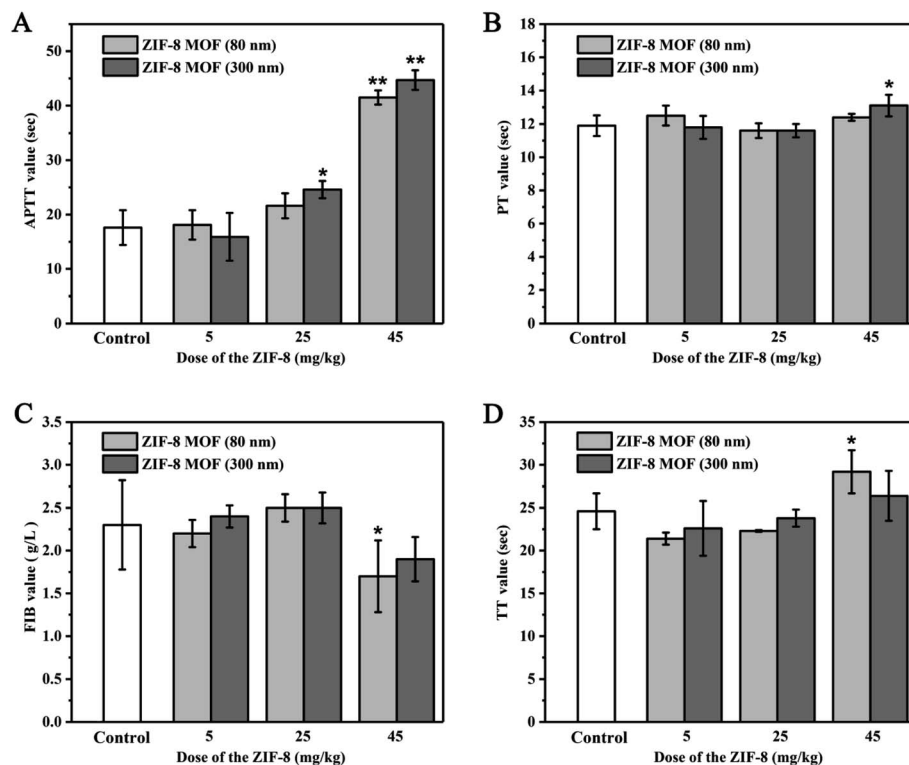 A
ZIF-8 MOF (80 nm)
ZIF-8 MOF (300 nm)
APTT value (sec)
50
40
30
20
10
0
*
**
**
Control
5
25
45
Dose of the ZIF-8 (mg/kg)
B
ZIF-8 MOF (80 nm)
ZIF-8 MOF (300 nm)
PT value (sec)
18
16
14
12
10
8
6
4
2
0
*
Control
5
25
45
Dose of the ZIF-8 (mg/kg)
C
ZIF-8 MOF (80 nm)
ZIF-8 MOF (300 nm)
FIB value ( g/L )
3.5
3.0
2.5
2.0
1.5
1.0
0.5
0.0
*
Control
5
25
45
Dose of the ZIF-8 (mg/kg)
D
ZIF-8 MOF (80 nm)
ZIF-8 MOF (300 nm)
TT value (sec)
35
30
25
20
15
10
5
0
*
Control
5
25
45
Dose of the ZIF-8 (mg/kg)